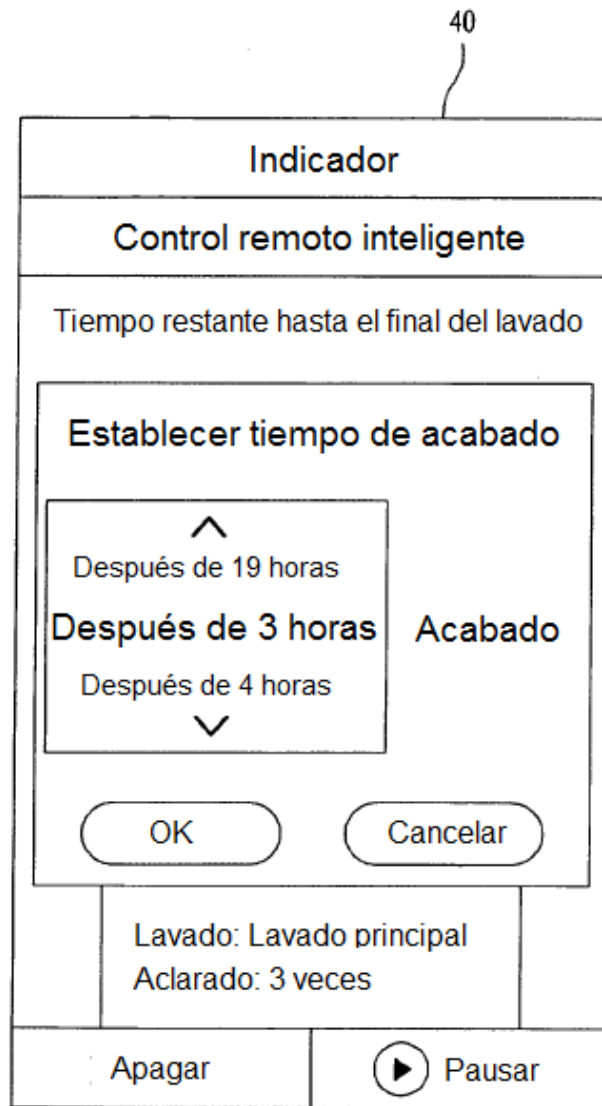 40
Indicador
Control remoto inteligente
Tiempo restante hasta el final del lavado
Establecer tiempo de acabado
Después de 19 horas
Después de 3 horas
Acabado
Después de 4 horas
OK
Cancelar
Lavado: Lavado principal
Aclarado: 3 veces
Apagar
Pausar